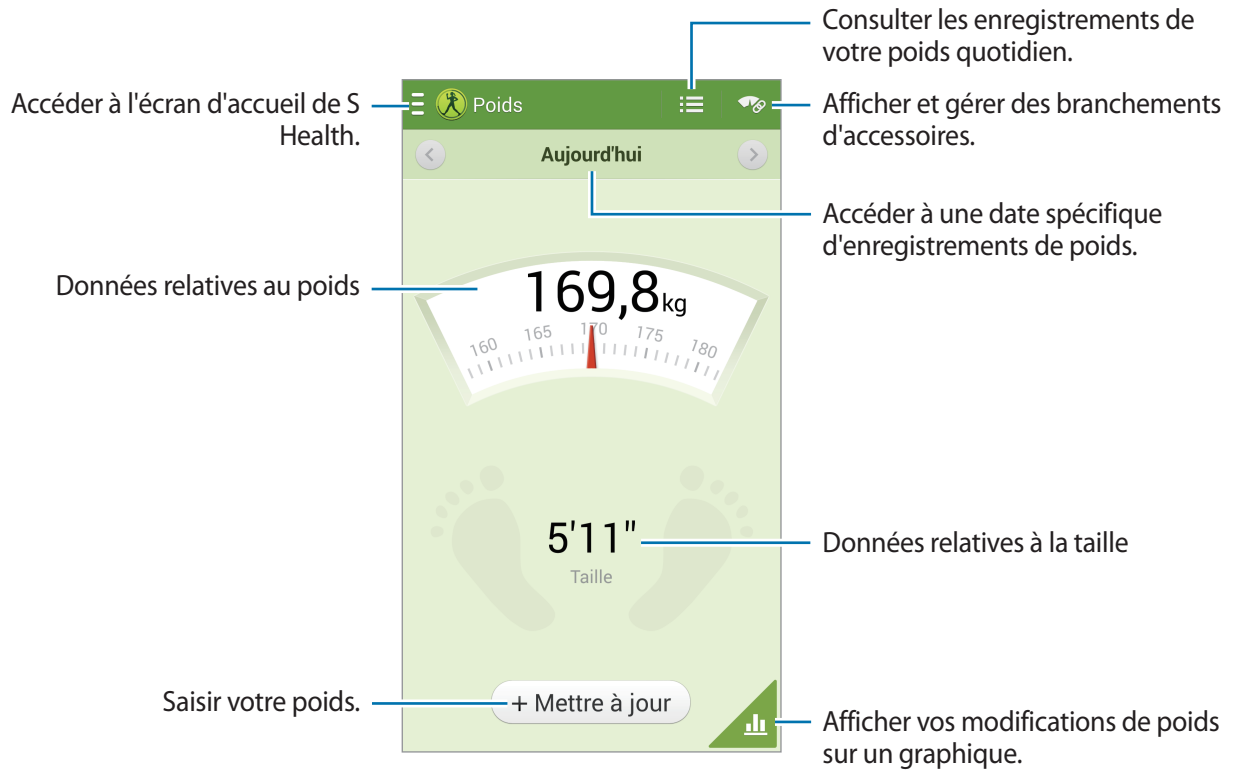 Consulter les enregistrements de
votre poids quotidien.
Accéder à l'écran d'accueil de S
Health.
Poids
Afficher et gérer des branchements
d'accessoires.
Aujourd'hui
Accéder à une date spécifique
d'enregistrements de poids.
Données relatives au poids
169,8kg
160 165 170 175 180
5'11"
Données relatives à la taille
Taille
Saisir votre poids.
+ Mettre à jour
Afficher vos modifications de poids
sur un graphique.